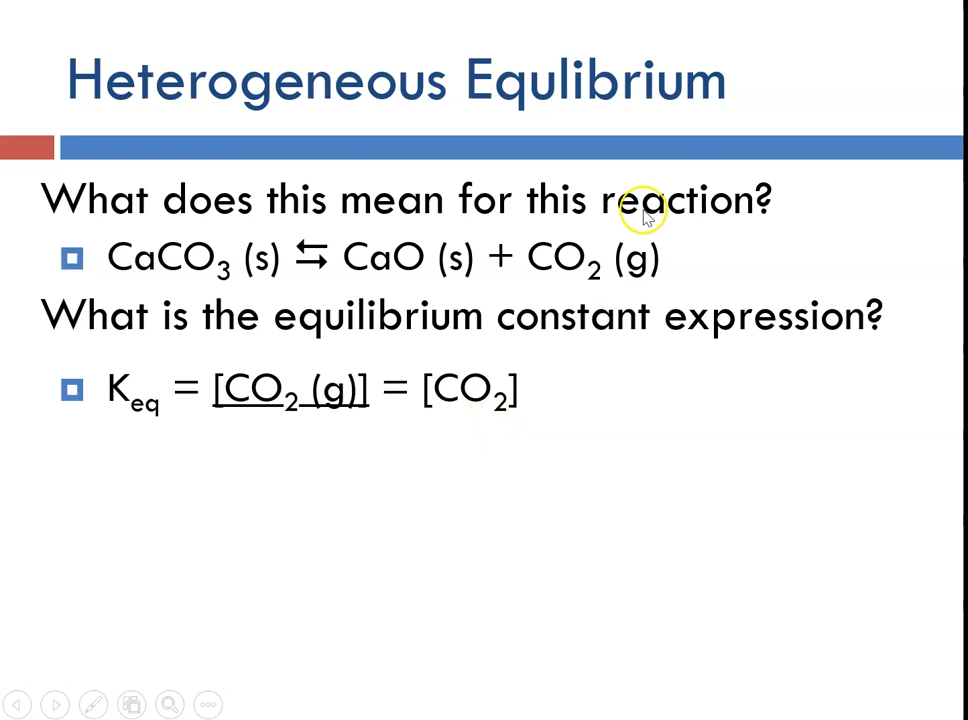 Heterogeneous Equlibrium
What does this mean for this reaction?
CaCO₃ (s) ⇆ CaO (s) + CO₂ (g)
What is the equilibrium constant expression?
Keq = [CO₂ (g)] = [CO₂]